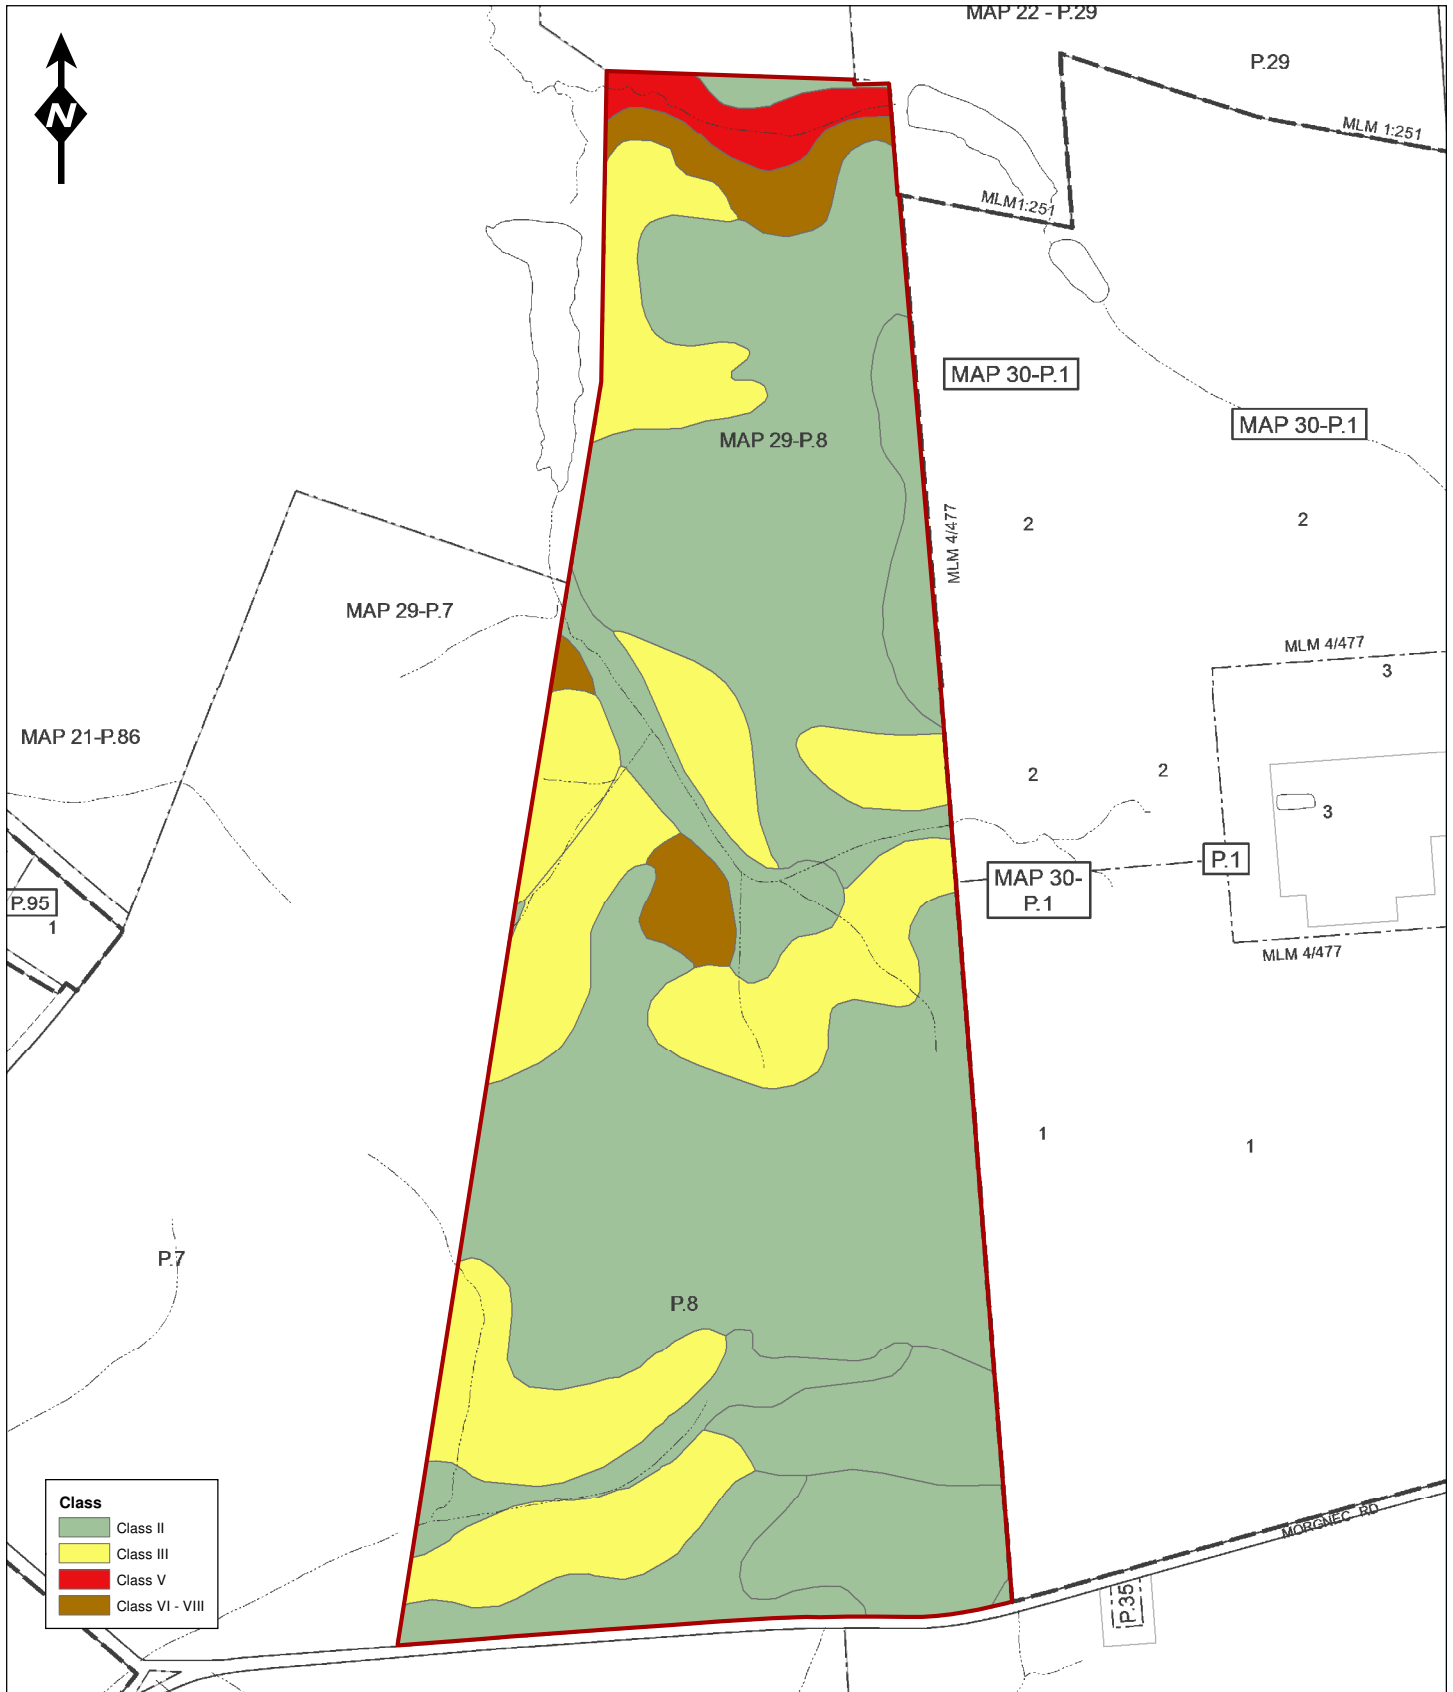 MAP 22 - P.29
P.29
N
MLM 1:251
MLM1:251
MAP 30-P.1
MAP 30-P.1
MAP 29-P.8
2
2
MLM 4/477
MAP 29-P.7
MLM 4/477
3
MAP 21-P.86
2
2
3
P.1
MAP 30-
P.1
P.95
1
MLM 4/477
1
1
P.7
P.8
Class
Class II
Class III
Class V
Class VI - VIII
MORGNEC RD
P.35